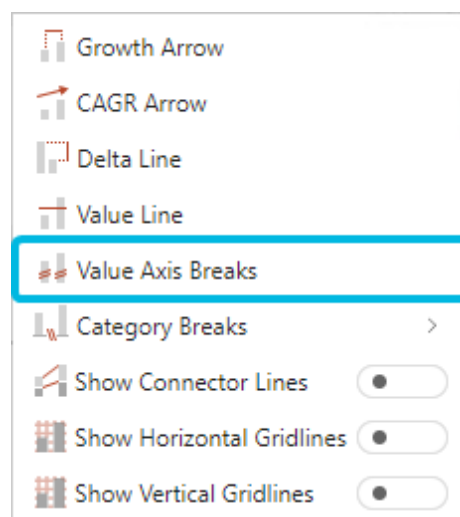 Growth Arrow
CAGR Arrow
Delta Line
Value Line
Value Axis Breaks
Category Breaks
Show Connector Lines
Show Horizontal Gridlines
Show Vertical Gridlines